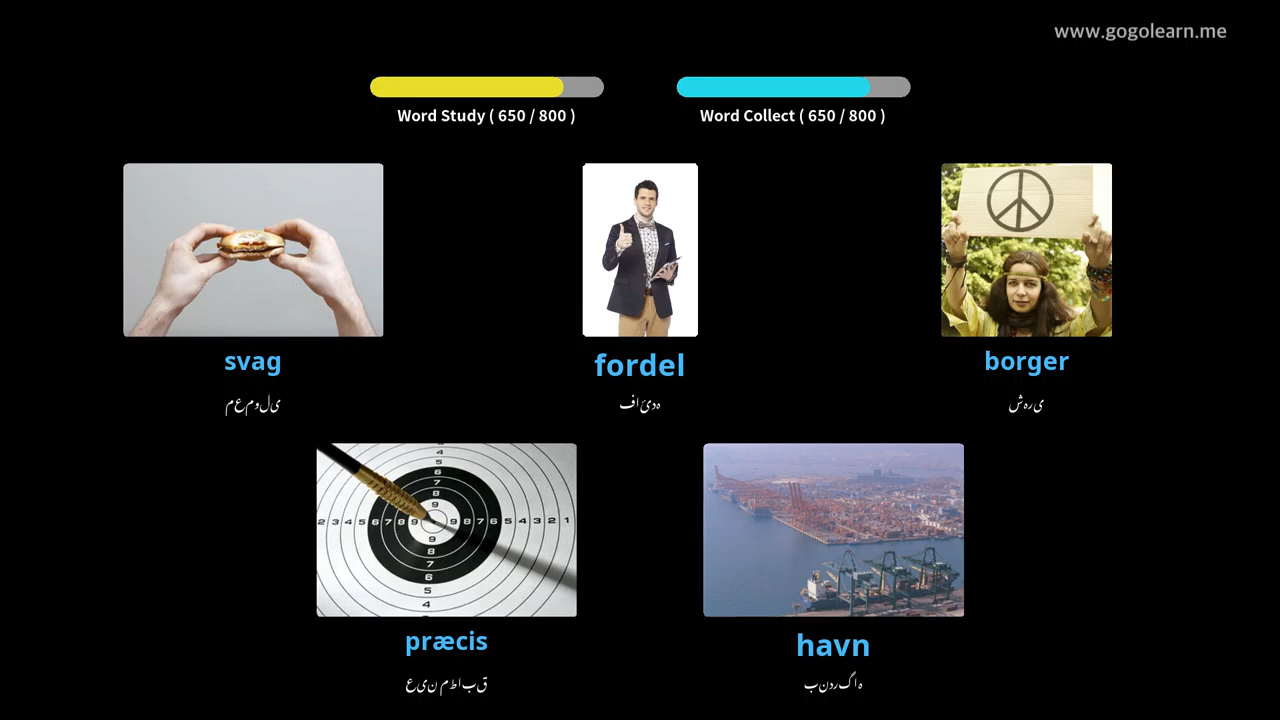 www.gogolearn.me
Word Study ( 650 / 800 )
Word Collect ( 650 / 800 )
svag
fordel
borger
معمولی
فائدہ
شہری
præcis
havn
عین مطابق
بندرگاہ